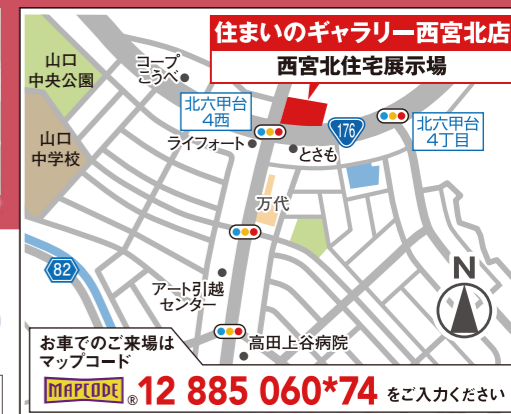 住まいのギャラリー西宮北店
西宮北住宅展示場
山口
中央公園
コープ
こうべ
北六甲台
4西
176
北六甲台
4丁目
ライフォート
とさも
山口
中学校
万代
82
アート引越
センター
N
高田上谷病院
お車でのご来場は
マップコード
MAPCODE® 12 885 060*74 をご入力ください